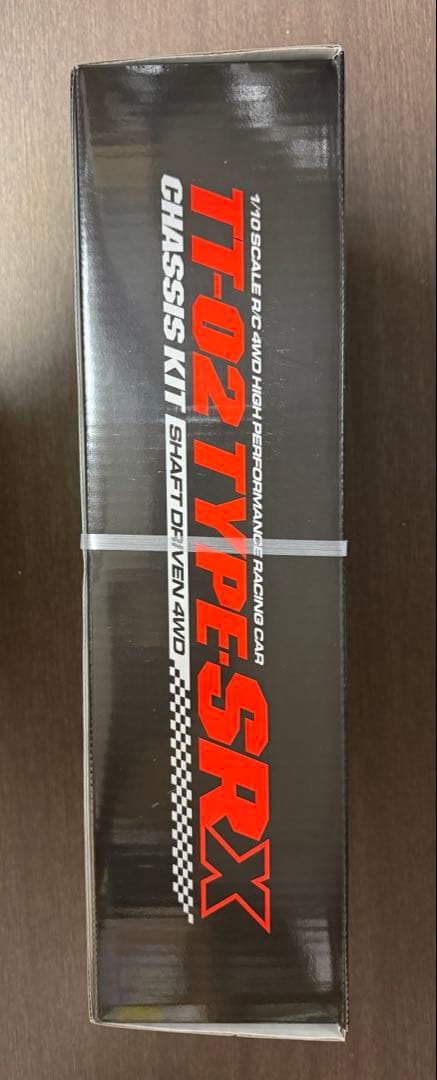 1/10 SCALE R/C 4WD HIGH PERFORMANCE RACING CAR
TT-02 TYPE-SRX
CHASSIS KIT SHAFT DRIVEN 4WD